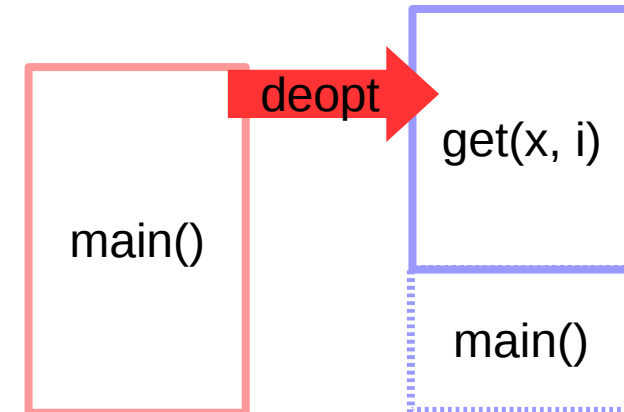 deopt
get(x, i)
main()
main()